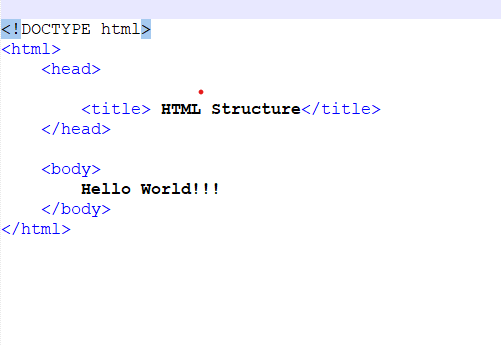 <!DOCTYPE html>
<html>
<head>
<title> HTML Structure</title>
</head>
<body>
Hello World!!!
</body>
</html>